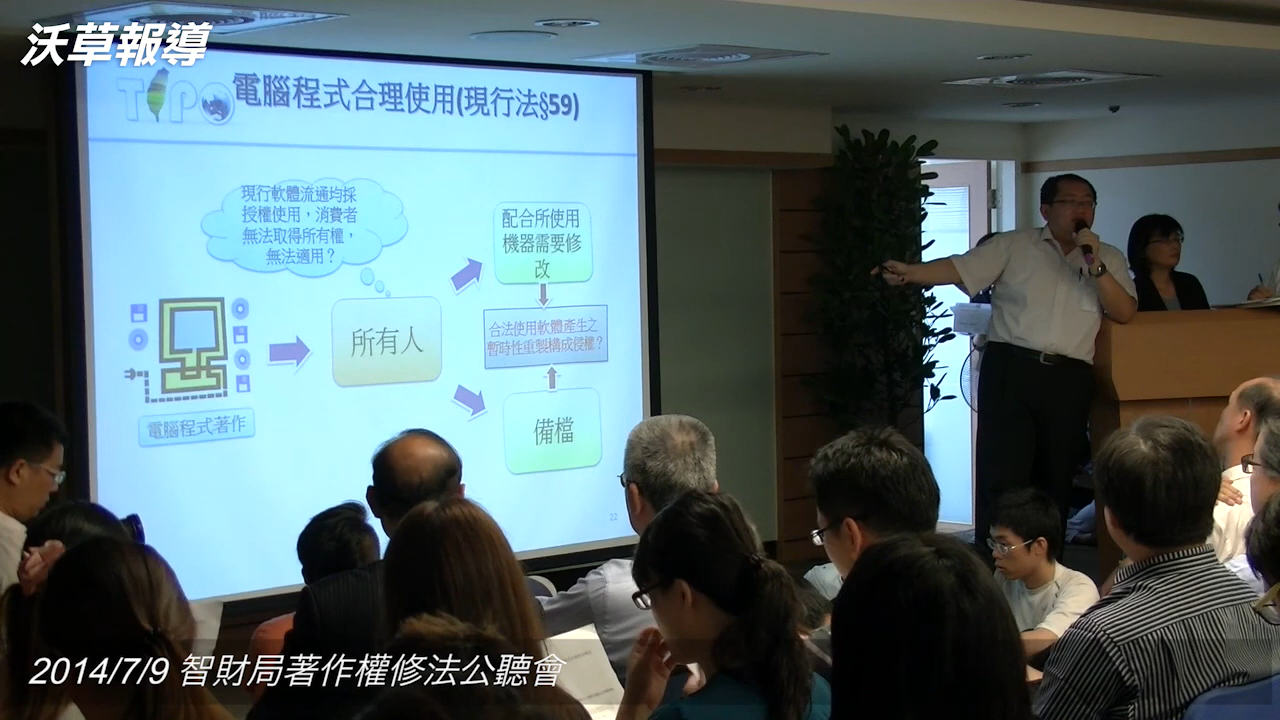 沃草報導
TIPO
電腦程式合理使用(現行法§59)
現行軟體流通均採
授權使用，消費者
無法取得所有權，
無法適用？
配合所使用
機器需要修
改
所有人
合法使用軟體產生之
暫時性重製構成侵權？
電腦程式著作
備檔
22
2014/7/9 智財局著作權修法公聽會